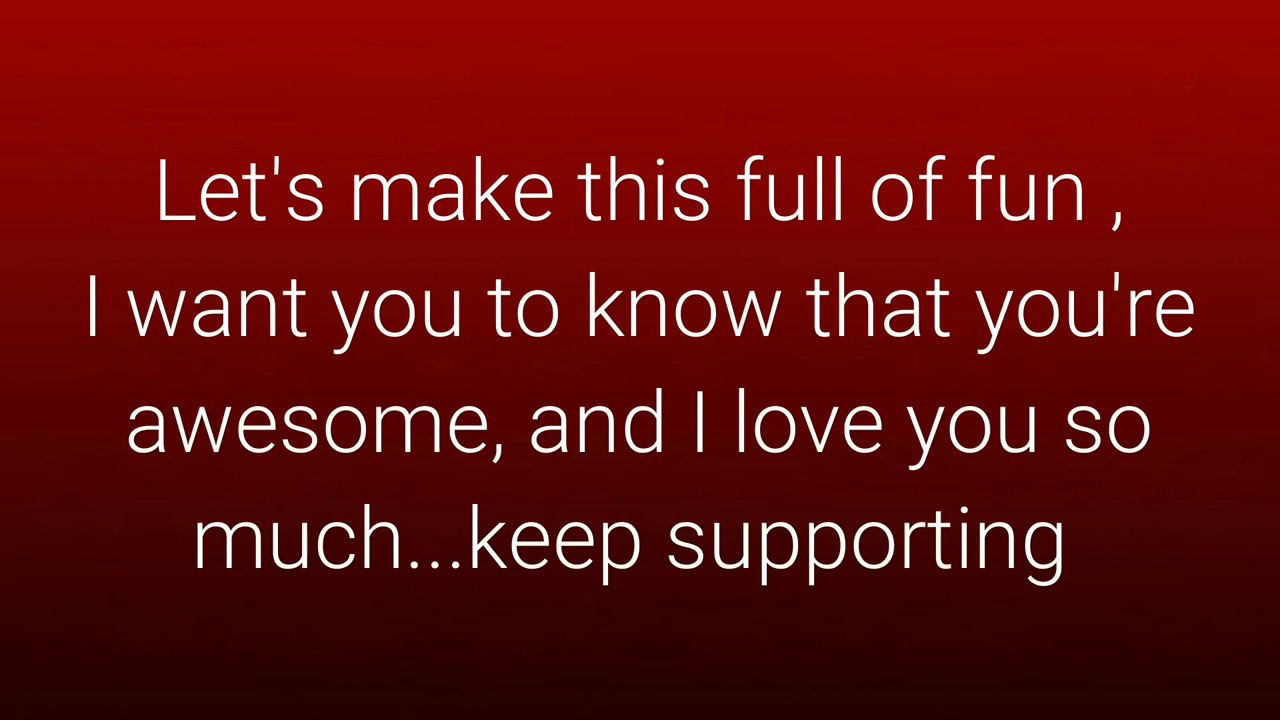 Let's make this full of fun ,
I want you to know that you're
awesome, and I love you so
much...keep supporting